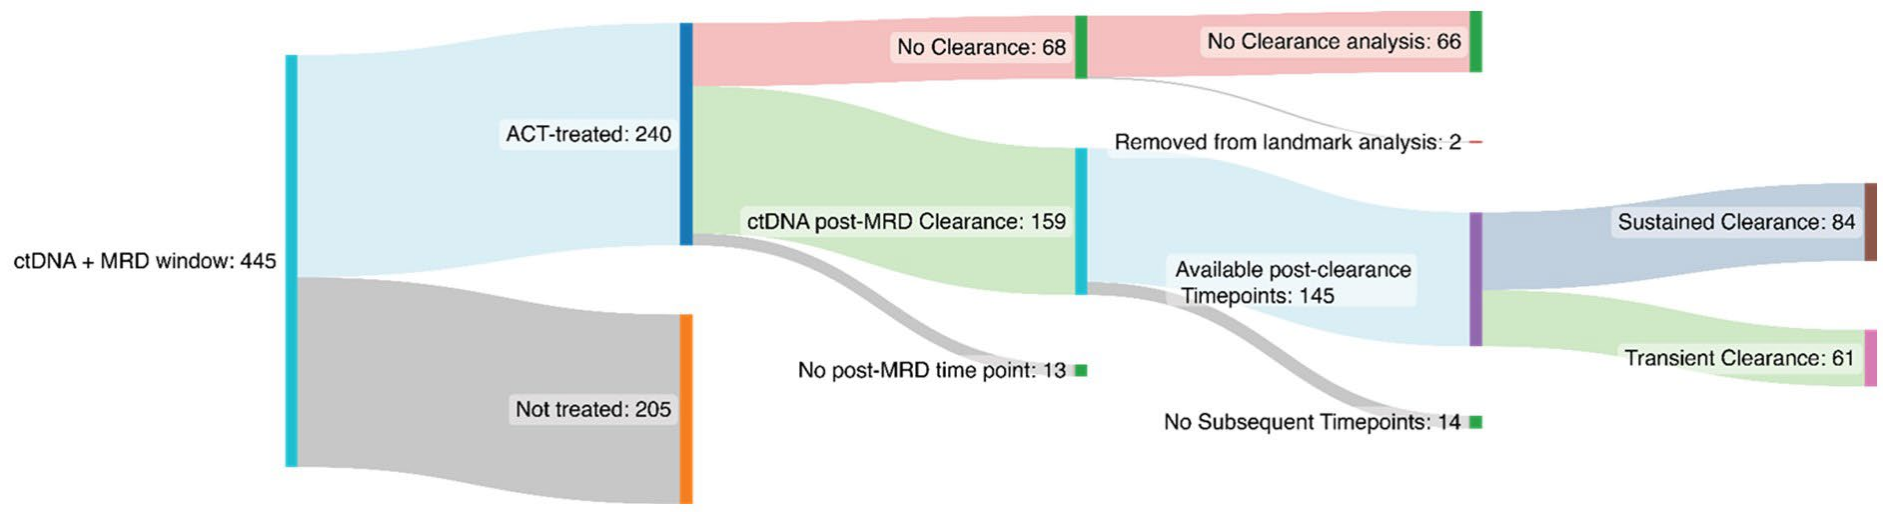 ctDNA + MRD window: 445
ACT-treated: 240
Not treated: 205
No Clearance: 68
ctDNA post-MRD Clearance: 159
No post-MRD time point: 13
No Clearance analysis: 66
Removed from landmark analysis: 2
Available post-clearance
Timepoints: 145
No Subsequent Timepoints: 14
Sustained Clearance: 84
Transient Clearance: 61